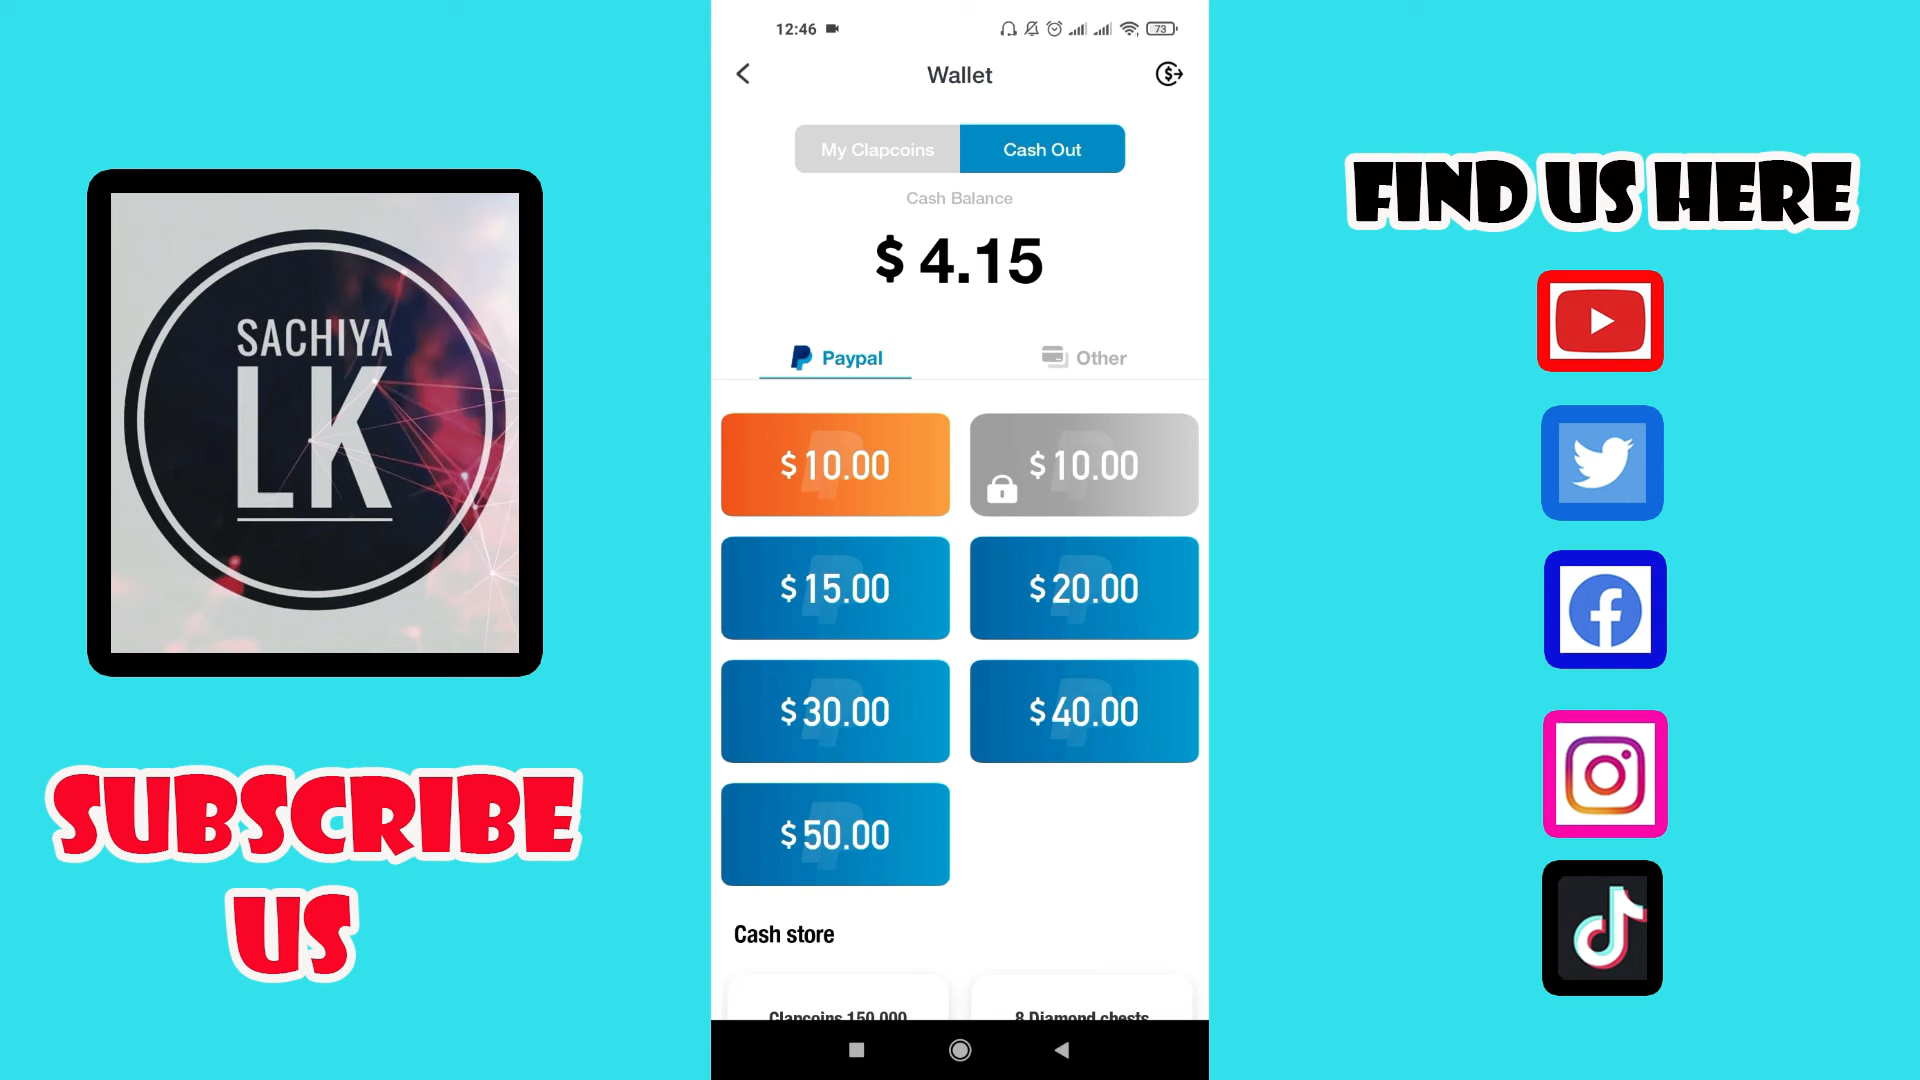 SACHIYA
LK
SUBSCRIBE
US
12:46
73
Wallet
My Clapcoins
Cash Out
Cash Balance
$ 4.15
Paypal
Other
$ 10.00
$ 10.00
$ 15.00
$ 20.00
$ 30.00
$ 40.00
$ 50.00
Cash store
Clapcoins 150,000
8 Diamond chests
FIND US HERE